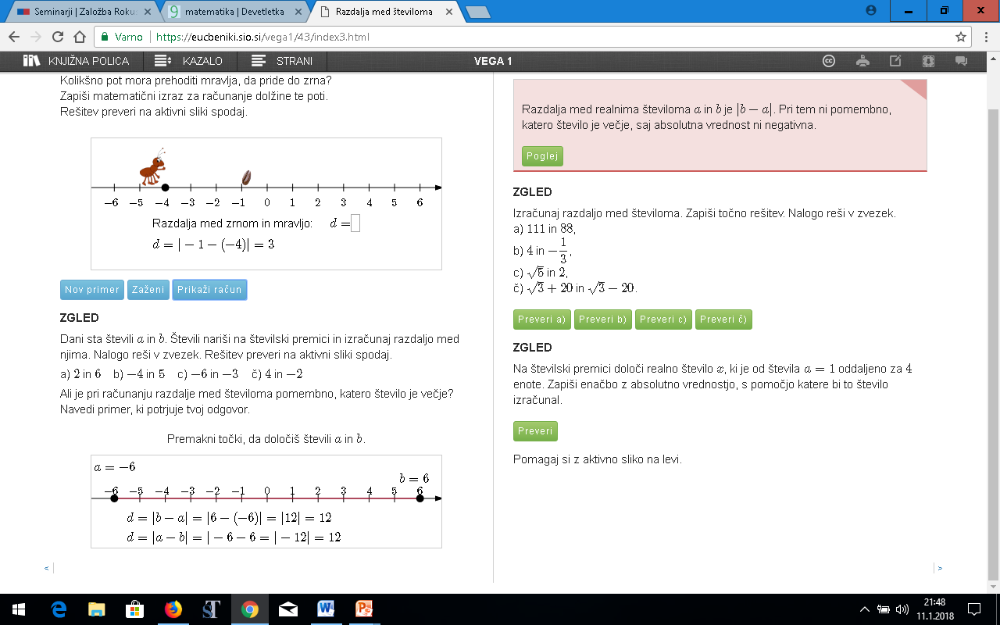 Seminarji | Založba Rokus
matematika | Devetletka
Razdalja med številoma
Varno | https://eucbeniki.sio.si/vega1/43/index3.html
KNJIŽNA POLICA KAZALO STRANI VEGA 1
Kolikšno pot mora prehoditi mravlja, da pride do zrna?
Zapiši matematični izraz za računanje dolžine te poti.
Rešitev preveri na aktivni sliki spodaj.
−6 −5 −4 −3 −2 −1 0 1 2 3 4 5 6
Razdalja med zrnom in mravljo: d =
d = | − 1 − (−4)| = 3
Nov primer Zaženi Prikaži račun
ZGLED
Dani sta števili a in b. Števili nariši na številski premici in izračunaj razdaljo med
njima. Nalogo reši v zvezek. Rešitev preveri na aktivni sliki spodaj.
a) 2 in 6 b) −4 in 5 c) −6 in −3 č) 4 in −2
Ali je pri računanju razdalje med številoma pomembno, katero število je večje?
Navedi primer, ki potrjuje tvoj odgovor.
Premakni točki, da določiš števili a in b.
a = −6
b = 6
−6 −5 −4 −3 −2 −1 0 1 2 3 4 5 6
d = |b − a| = |6 − (−6)| = |12| = 12
d = |a − b| = | − 6 − 6 = | − 12| = 12
<
Razdalja med realnima številoma a in b je |b − a|. Pri tem ni pomembno,
katero število je večje, saj absolutna vrednost ni negativna.
Poglej
ZGLED
Izračunaj razdaljo med številoma. Zapiši točno rešitev. Nalogo reši v zvezek.
a) 111 in 88,
b) 4 in −1/3,
c) √5 in 2,
č) √3 + 20 in √3 − 20.
Preveri a) Preveri b) Preveri c) Preveri č)
ZGLED
Na številski premici določi realno število x, ki je od števila a = 1 oddaljeno za 4
enote. Zapiši enačbo z absolutno vrednostjo, s pomočjo katere bi to število
izračunal.
Preveri
Pomagaj si z aktivno sliko na levi.
>
21:48
11.1.2018